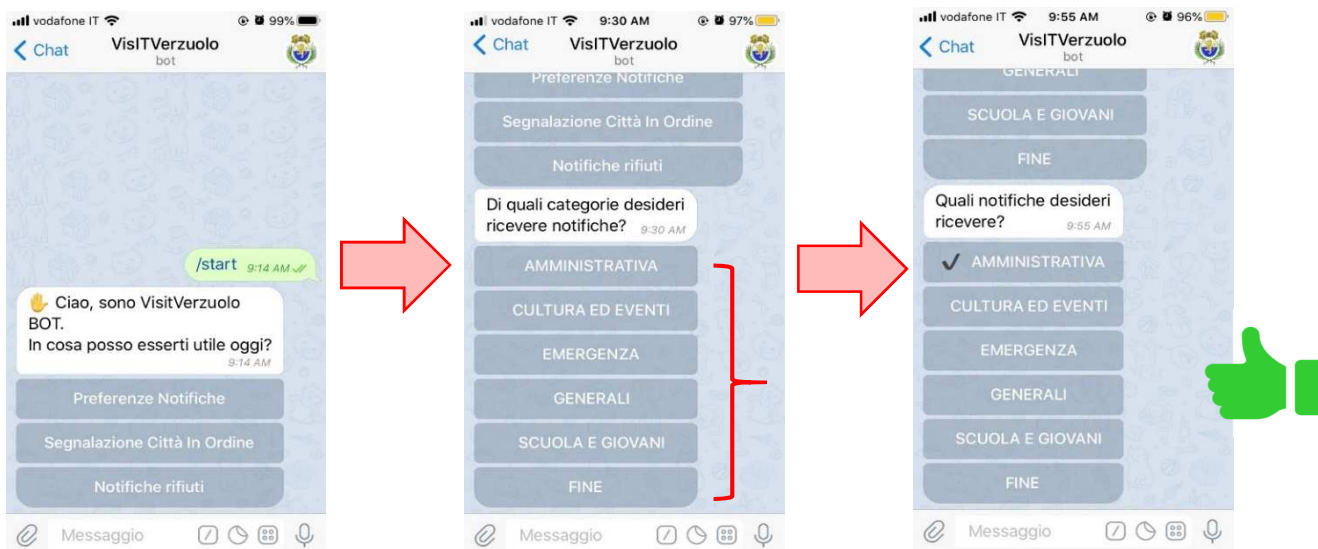 vodafone IT
99%
Chat
VisITVerzuolo
bot
/start 9:14 AM
Ciao, sono VisitVerzuolo
BOT.
In cosa posso esserti utile oggi?
9:14 AM
Preferenze Notifiche
Segnalazione Città In Ordine
Notifiche rifiuti
Messaggio
vodafone IT
9:30 AM
97%
Chat
VisITVerzuolo
bot
Preferenze Notifiche
Segnalazione Città In Ordine
Notifiche rifiuti
Di quali categorie desideri
ricevere notifiche? 9:30 AM
AMMINISTRATIVA
CULTURA ED EVENTI
EMERGENZA
GENERALI
SCUOLA E GIOVANI
FINE
Messaggio
vodafone IT
9:55 AM
96%
Chat
VisITVerzuolo
bot
GENERALI
SCUOLA E GIOVANI
FINE
Quali notifiche desideri
ricevere? 9:55 AM
✔ AMMINISTRATIVA
CULTURA ED EVENTI
EMERGENZA
GENERALI
SCUOLA E GIOVANI
FINE
Messaggio